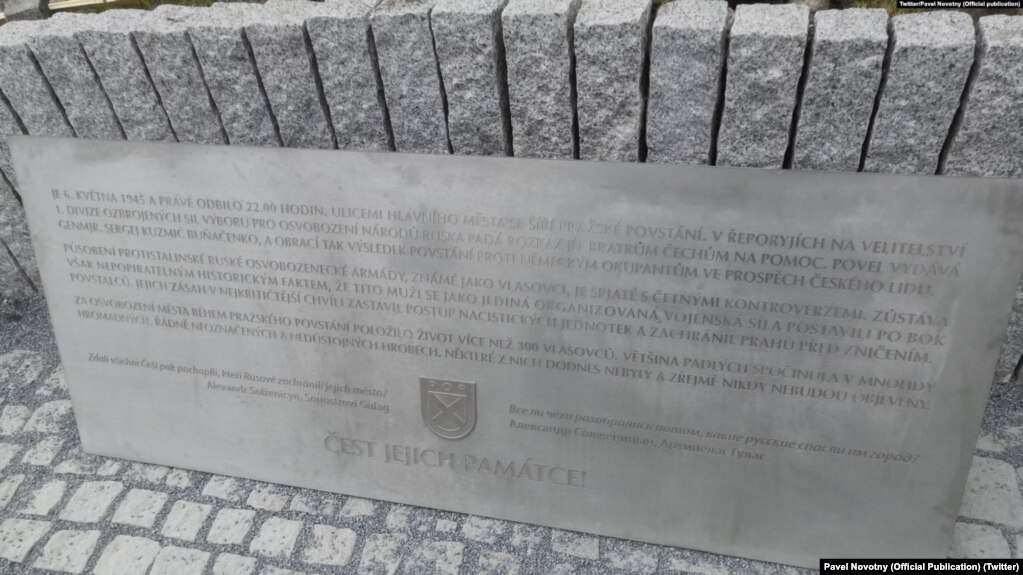 Twitter/Pavel Novotny (Official publication)
JE 6. KVĚTNA 1945 A PRÁVĚ ODBILO 22.00 HODIN, ULICEMI HLAVNÍHO MĚSTA SE ŠÍŘÍ PRAŽSKÉ POVSTÁNÍ. V ŘEPORYJÍCH NA VELITELSTVÍ
1. DIVIZE OZBROJENÝCH SIL VÝBORU PRO OSVOBOZENÍ NÁRODŮ RUSKA PADÁ ROZKAZ JÍT BRATRŮM ČECHŮM NA POMOC. POVEL VYDÁVÁ
GENMJR. SERGEJ KUZMIČ BUŇAČENKO, A OBRACÍ TAK VÝSLEDEK POVSTÁNÍ PROTI NĚMECKÝM OKUPANTŮM VE PROSPĚCH ČESKÉHO LIDU.
PŮSOBENÍ PROTISTALINSKÉ RUSKÉ OSVOBOZENECKÉ ARMÁDY, ZNÁMÉ JAKO VLASOVCI, JE SPJATÉ S ČETNÝMI KONTROVERZEMI. ZŮSTÁVÁ
VŠAK NEPOPIRATELNÝM HISTORICKÝM FAKTEM, ŽE TITO MUŽI SE JAKO JEDINÁ ORGANIZOVANÁ VOJENSKÁ SÍLA POSTAVILI PO BOK
POVSTALCŮ. JEJICH ZÁSAH V NEJKRITIČTĚJŠÍ CHVÍLI ZASTAVIL POSTUP NACISTICKÝCH JEDNOTEK A ZACHRÁNIL PRAHU PŘED ZNIČENÍM.
ZA OSVOBOZENÍ MĚSTA BĚHEM PRAŽSKÉHO POVSTÁNÍ POLOŽILO ŽIVOT VÍCE NEŽ 300 VLASOVCŮ. VĚTŠINA PADLÝCH SPOČINULA V MNOHDY
HROMADNÝCH, ŘÁDNĚ NEOZNAČENÝCH A NEDŮSTOJNÝCH HROBECH. NĚKTERÉ Z NICH DODNES NEBYLY A ZŘEJMĚ NIKDY NEBUDOU OBJEVENY.
Zdali všichni Češi pak pochopili, kteří Rusové zachránili jejich město?
Alexandr Solženicyn, Souostroví Gulag
РОА
Все ли чехи разобрались потом, какие русские спасли им город?
Александр Солженицын, Архипелаг Гулаг
ČEST JEJICH PAMÁTCE!
Pavel Novotny (Official Publication) (Twitter)